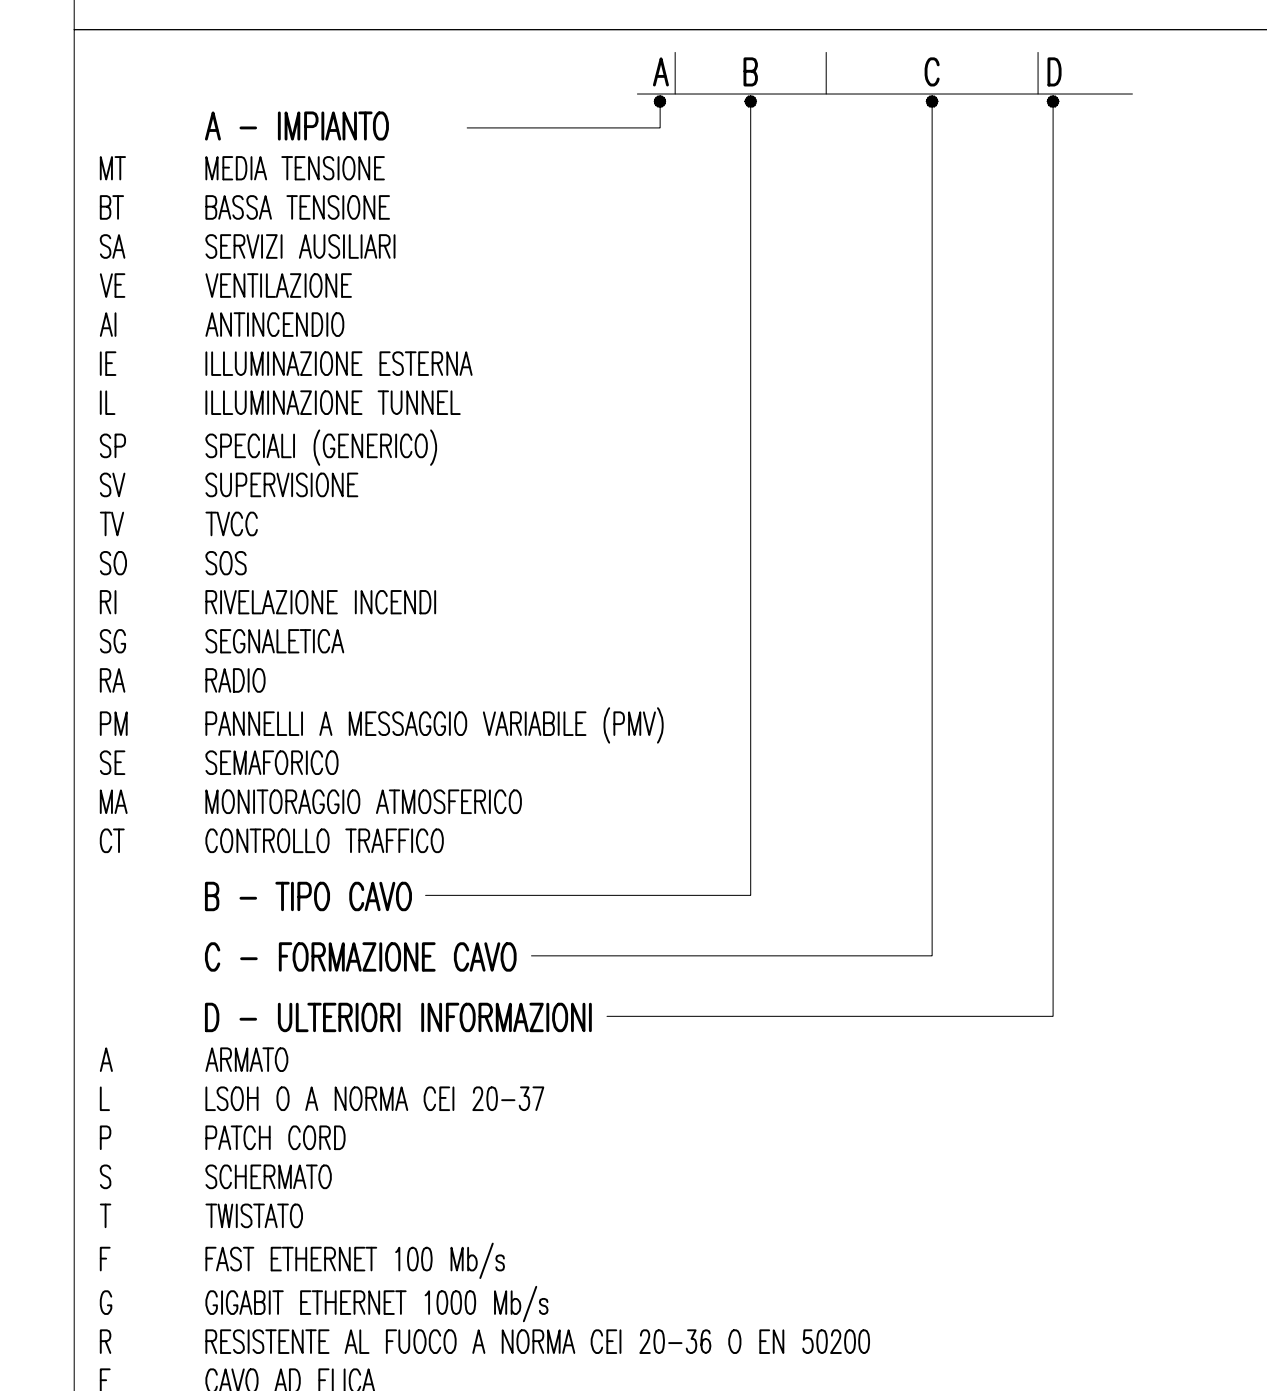 A B C D
A – IMPIANTO
MT MEDIA TENSIONE
BT BASSA TENSIONE
SA SERVIZI AUSILIARI
VE VENTILAZIONE
AI ANTINCENDIO
IE ILLUMINAZIONE ESTERNA
IL ILLUMINAZIONE TUNNEL
SP SPECIALI (GENERICO)
SV SUPERVISIONE
TV TVCC
SO SOS
RI RIVELAZIONE INCENDI
SG SEGNALETICA
RA RADIO
PM PANNELLI A MESSAGGIO VARIABILE (PMV)
SE SEMAFORICO
MA MONITORAGGIO ATMOSFERICO
CT CONTROLLO TRAFFICO
B – TIPO CAVO
C – FORMAZIONE CAVO
D – ULTERIORI INFORMAZIONI
A ARMATO
L LSOH O A NORMA CEI 20–37
P PATCH CORD
S SCHERMATO
T TWISTATO
F FAST ETHERNET 100 Mb/s
G GIGABIT ETHERNET 1000 Mb/s
R RESISTENTE AL FUOCO A NORMA CEI 20–36 O EN 50200
CAVO AD ELICA